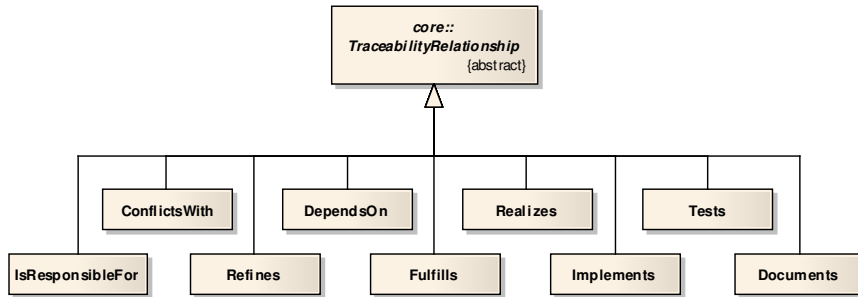 core::
TraceabilityRelationship
{abstract}
ConflictsWith
DependsOn
Realizes
Tests
IsResponsibleFor
Refines
Fulfills
Implements
Documents